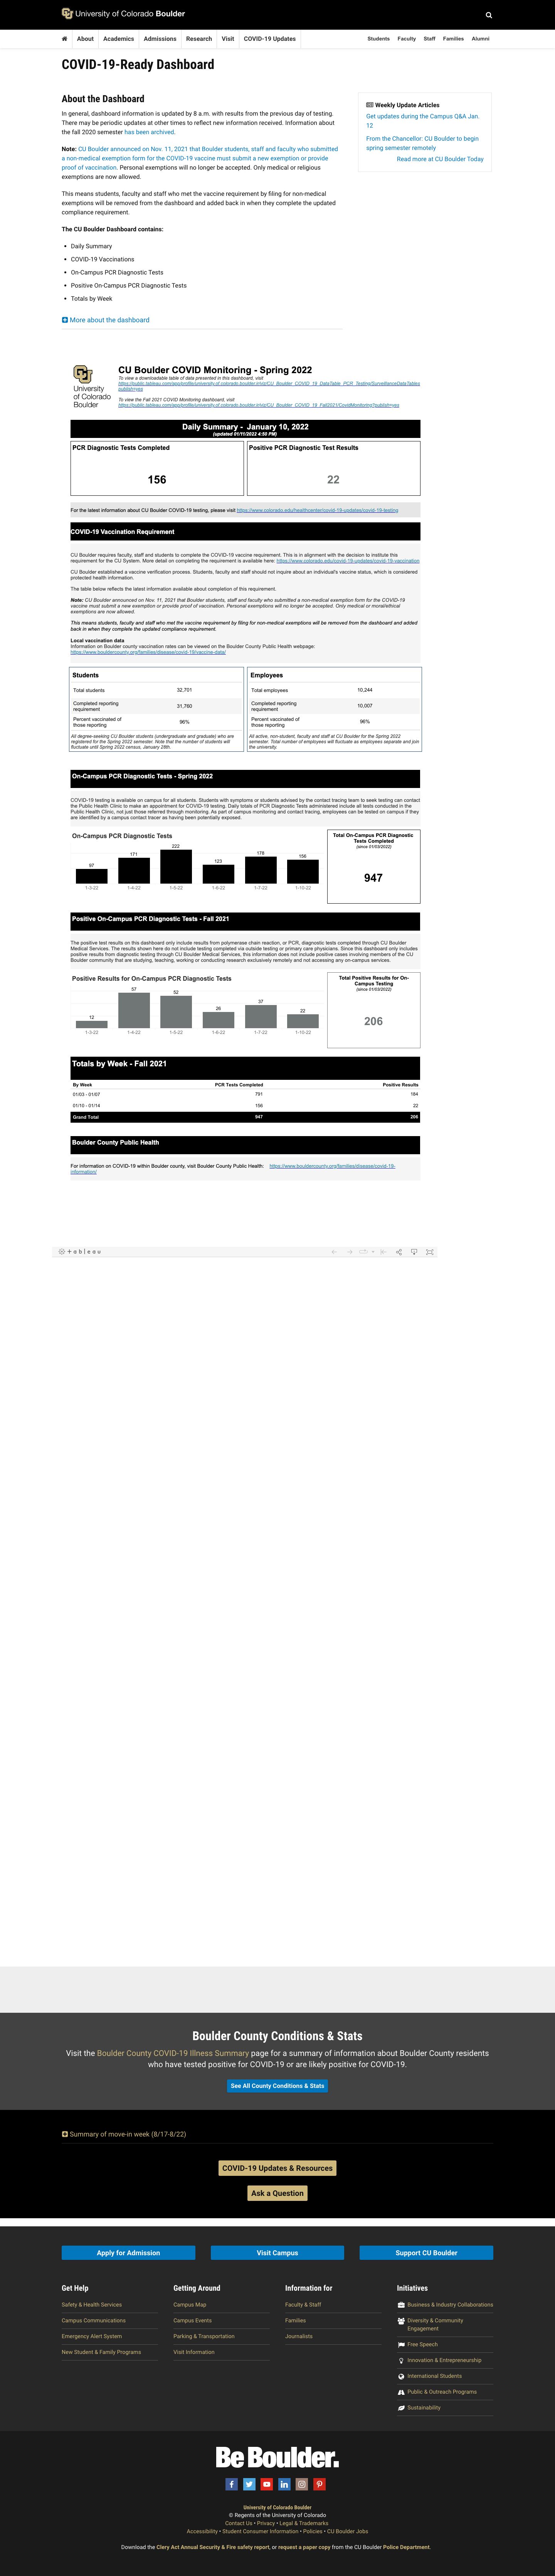 University of Colorado Boulder
About
Academics
Admissions
Research
Visit
COVID-19 Updates
Students
Faculty
Staff
Families
Alumni
COVID-19-Ready Dashboard
About the Dashboard
In general, dashboard information is updated by 8 a.m. with results from the previous day of testing.
There may be periodic updates at other times to reflect new information received. Information about
the fall 2020 semester has been archived.
Note: CU Boulder announced on Nov. 11, 2021 that Boulder students, staff and faculty who submitted
a non-medical exemption form for the COVID-19 vaccine must submit a new exemption or provide
proof of vaccination. Personal exemptions will no longer be accepted. Only medical or religious
exemptions are now allowed.
This means students, faculty and staff who met the vaccine requirement by filing for non-medical
exemptions will be removed from the dashboard and added back in when they complete the updated
compliance requirement.
The CU Boulder Dashboard contains:
• Daily Summary
• COVID-19 Vaccinations
• On-Campus PCR Diagnostic Tests
• Positive On-Campus PCR Diagnostic Tests
• Totals by Week
More about the dashboard
Weekly Update Articles
Get updates during the Campus Q&A Jan.
12
From the Chancellor: CU Boulder to begin
spring semester remotely
Read more at CU Boulder Today
University of Colorado Boulder
CU Boulder COVID Monitoring - Spring 2022
To view a downloadable table of data presented in this dashboard, visit:
To view the Fall 2021 COVID Monitoring dashboard, visit
Daily Summary - January 10, 2022
(updated 01/11/2022 4:50 PM)
PCR Diagnostic Tests Completed
156
Positive PCR Diagnostic Test Results
22
For the latest information about CU Boulder COVID-19 testing, please visit: https://www.colorado.edu/healthcenter/covid-19-updates/covid-19-testing
COVID-19 Vaccination Requirement
CU Boulder requires faculty, staff and students to complete the COVID-19 vaccine requirement. This is in alignment with the decision to institute this
requirement for the CU System. More detail on completing the requirement is available here: https://www.colorado.edu/covid-19-updates/covid-19-vaccination
CU Boulder established a vaccine verification process. Students, faculty and staff should not inquire about an individual's vaccine status, which is considered
protected health information.
The table below reflects the latest information available about completion of this requirement.
Note: CU Boulder announced on Nov. 11, 2021 that Boulder students, staff and faculty who submitted a non-medical exemption form for the COVID-19
vaccine must submit a new exemption or provide proof of vaccination. Personal exemptions will no longer be accepted. Only medical or moral/ethical
exemptions are now allowed.
This means students, staff and faculty who met the vaccine requirement by filing for non-medical exemptions will be removed from the dashboard and added
back in when they complete the updated compliance requirement.
Local vaccination data
Information on Boulder county vaccination rates can be viewed on the Boulder County Public Health webpage:
https://www.bouldercounty.org/families/disease/covid-19/vaccine-data/
Students
Total students 32,701
Completed reporting requirement 31,760
Percent vaccinated of those reporting 96%
All degree-seeking CU Boulder students (undergraduate and graduate) who are
registered for the Spring 2022 semester. Note that the number of students will
fluctuate until Spring 2022 census, January 28th.
Employees
Total employees 10,244
Completed reporting requirement 10,007
Percent vaccinated of those reporting 96%
All active, non-student, faculty and staff at CU Boulder for the Spring 2022
semester. Total number of employees will fluctuate as employees separate and join
the university.
On-Campus PCR Diagnostic Tests - Spring 2022
COVID-19 testing is available on campus for all students. Students with symptoms or students advised by the contact tracing team to seek testing can contact
the Public Health Clinic to make an appointment for COVID-19 testing. Daily totals of PCR Diagnostic Tests administered include all tests conducted in the
Public Health Clinic, not just those referred through monitoring. As part of campus monitoring and contact tracing, employees can be tested on campus if they
are identified by a campus contact tracer as having been potentially exposed.
On-Campus PCR Diagnostic Tests
97
171
222
123
178
156
1-3-22
1-4-22
1-5-22
1-6-22
1-7-22
1-10-22
Total On-Campus PCR Diagnostic
Tests Completed
(since 01/03/2022)
947
Positive On-Campus PCR Diagnostic Tests - Fall 2021
The positive test results on this dashboard only include results from polymerase chain reaction, or PCR, diagnostic tests completed through CU Boulder
Medical Services. The results shown here do not include testing completed via outside testing or primary care physicians. Since this dashboard only includes
positive results from diagnostic testing through CU Boulder Medical Services, this information does not include positive cases involving members of the CU
Boulder community that are studying, teaching, working or conducting research exclusively remotely and not accessing any on-campus services.
Positive Results for On-Campus PCR Diagnostic Tests
12
57
52
26
37
22
1-3-22
1-4-22
1-5-22
1-6-22
1-7-22
1-10-22
Total Positive Results for On-
Campus Testing
(since 01/03/2022)
206
Totals by Week - Fall 2021
By Week PCR Tests Completed Positive Results
01/03 - 01/07 791 184
01/10 - 01/14 156 22
Grand Total 947 206
Boulder County Public Health
For information on COVID-19 within Boulder county, visit Boulder County Public Health: https://www.bouldercounty.org/families/disease/covid-19-
information/
+ableau
Boulder County Conditions & Stats
Visit the Boulder County COVID-19 Illness Summary page for a summary of information about Boulder County residents
who have tested positive for COVID-19 or are likely positive for COVID-19.
See All County Conditions & Stats
Summary of move-in week (8/17-8/22)
COVID-19 Updates & Resources
Ask a Question
Apply for Admission
Visit Campus
Support CU Boulder
Get Help
Safety & Health Services
Campus Communications
Emergency Alert System
New Student & Family Programs
Getting Around
Campus Map
Campus Events
Parking & Transportation
Visit Information
Information for
Faculty & Staff
Families
Journalists
Initiatives
Business & Industry Collaborations
Diversity & Community
Engagement
Free Speech
Innovation & Entrepreneurship
International Students
Public & Outreach Programs
Sustainability
Be Boulder.
University of Colorado Boulder
© Regents of the University of Colorado
Contact Us • Privacy • Legal & Trademarks
Accessibility • Student Consumer Information • Policies • CU Boulder Jobs
Download the Clery Act Annual Security & Fire safety report, or request a paper copy from the CU Boulder Police Department.